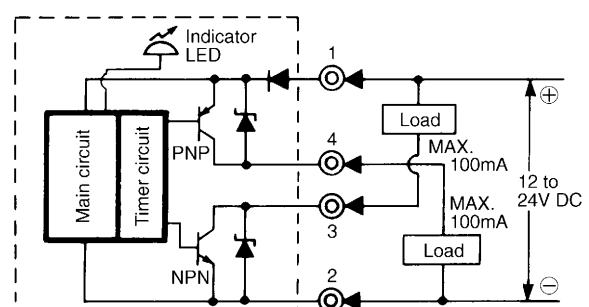 Indicator
LED
1
⊕
Load
MAX.
100mA
PNP
4
Main circuit
Timer circuit
12 to
24V DC
MAX.
100mA
3
Load
NPN
2
⊖